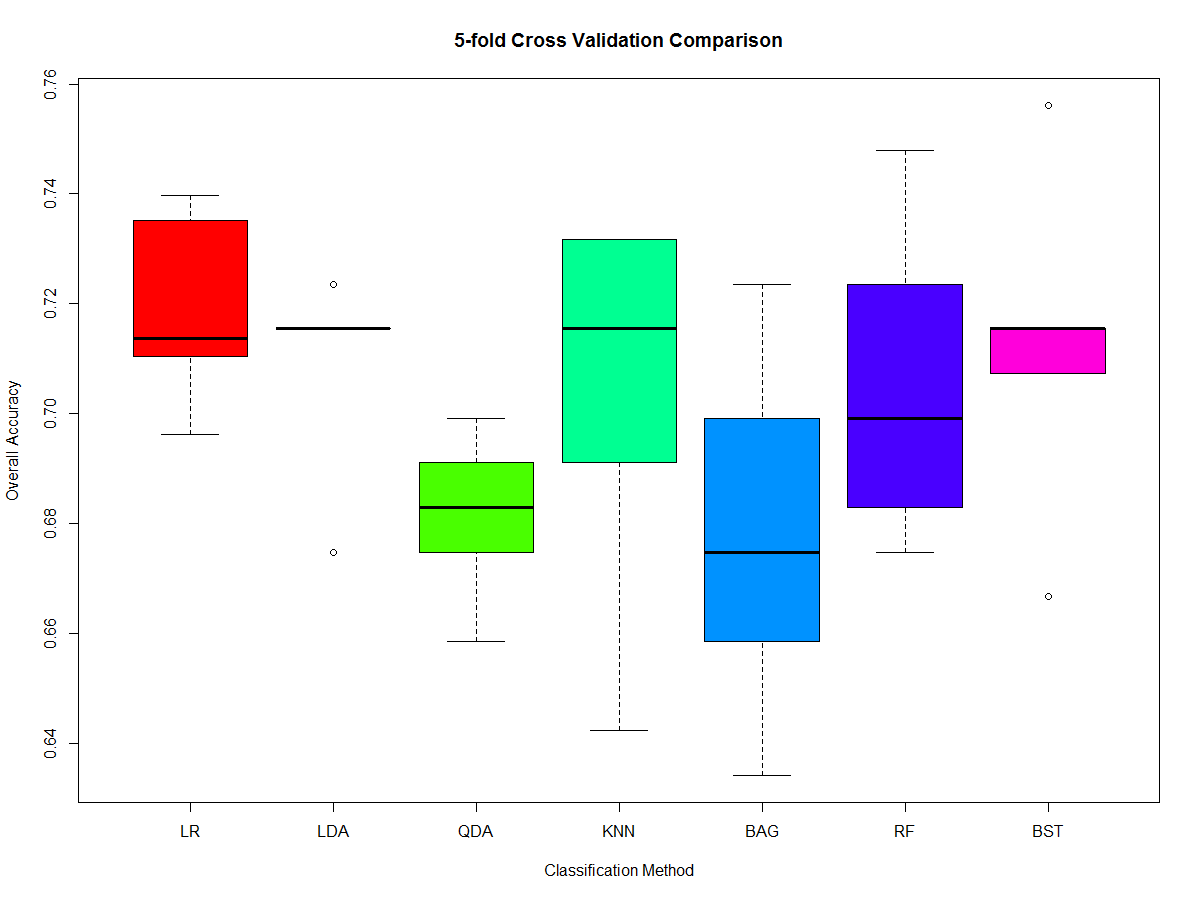 5-fold Cross Validation Comparison
Overall Accuracy
0.76
0.74
0.72
0.70
0.68
0.66
0.64
LR LDA QDA KNN BAG RF BST
Classification Method